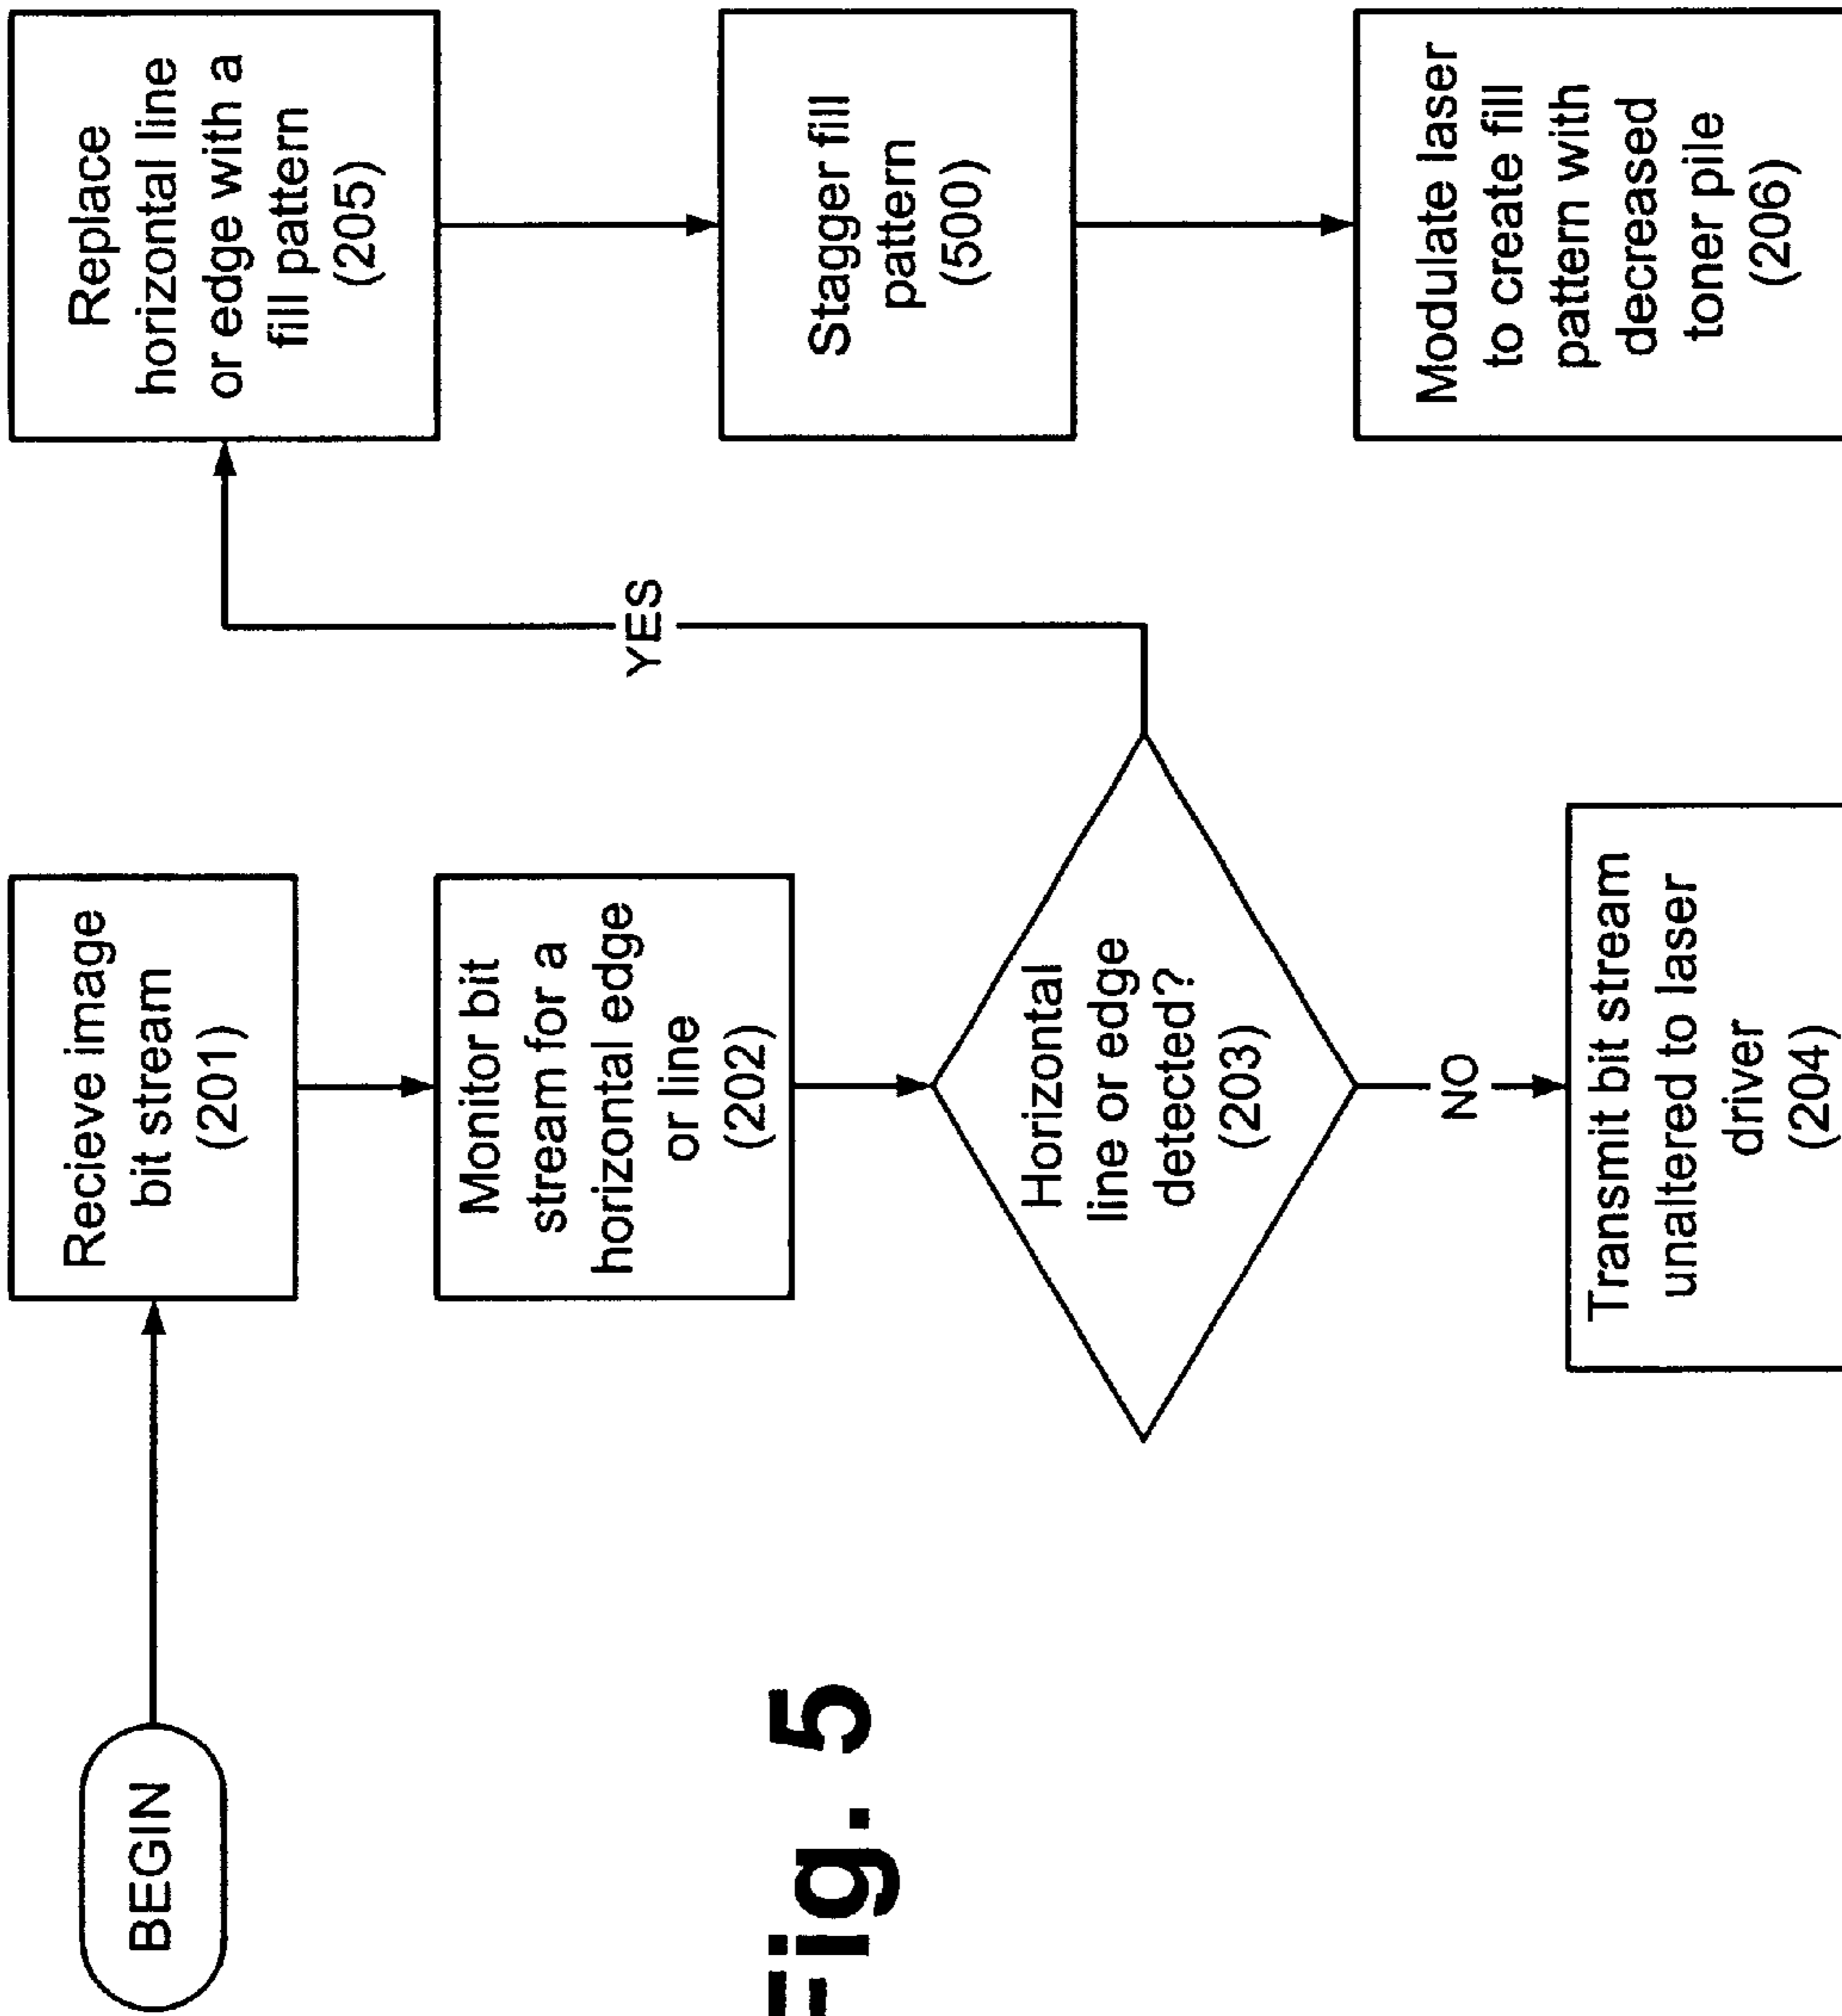 BEGIN
Recieve image
bit stream
(201)
Monitor bit
stream for a
horizontal edge
or line
(202)
Horizontal
line or edge
detected?
(203)
NO
Transmit bit stream
unaltered to laser
driver
(204)
YES
Replace
horizontal line
or edge with a
fill pattern
(205)
Stagger fill
pattern
(500)
Modulate laser
to create fill
pattern with
decreased
toner pile
(206)
Fig. 5